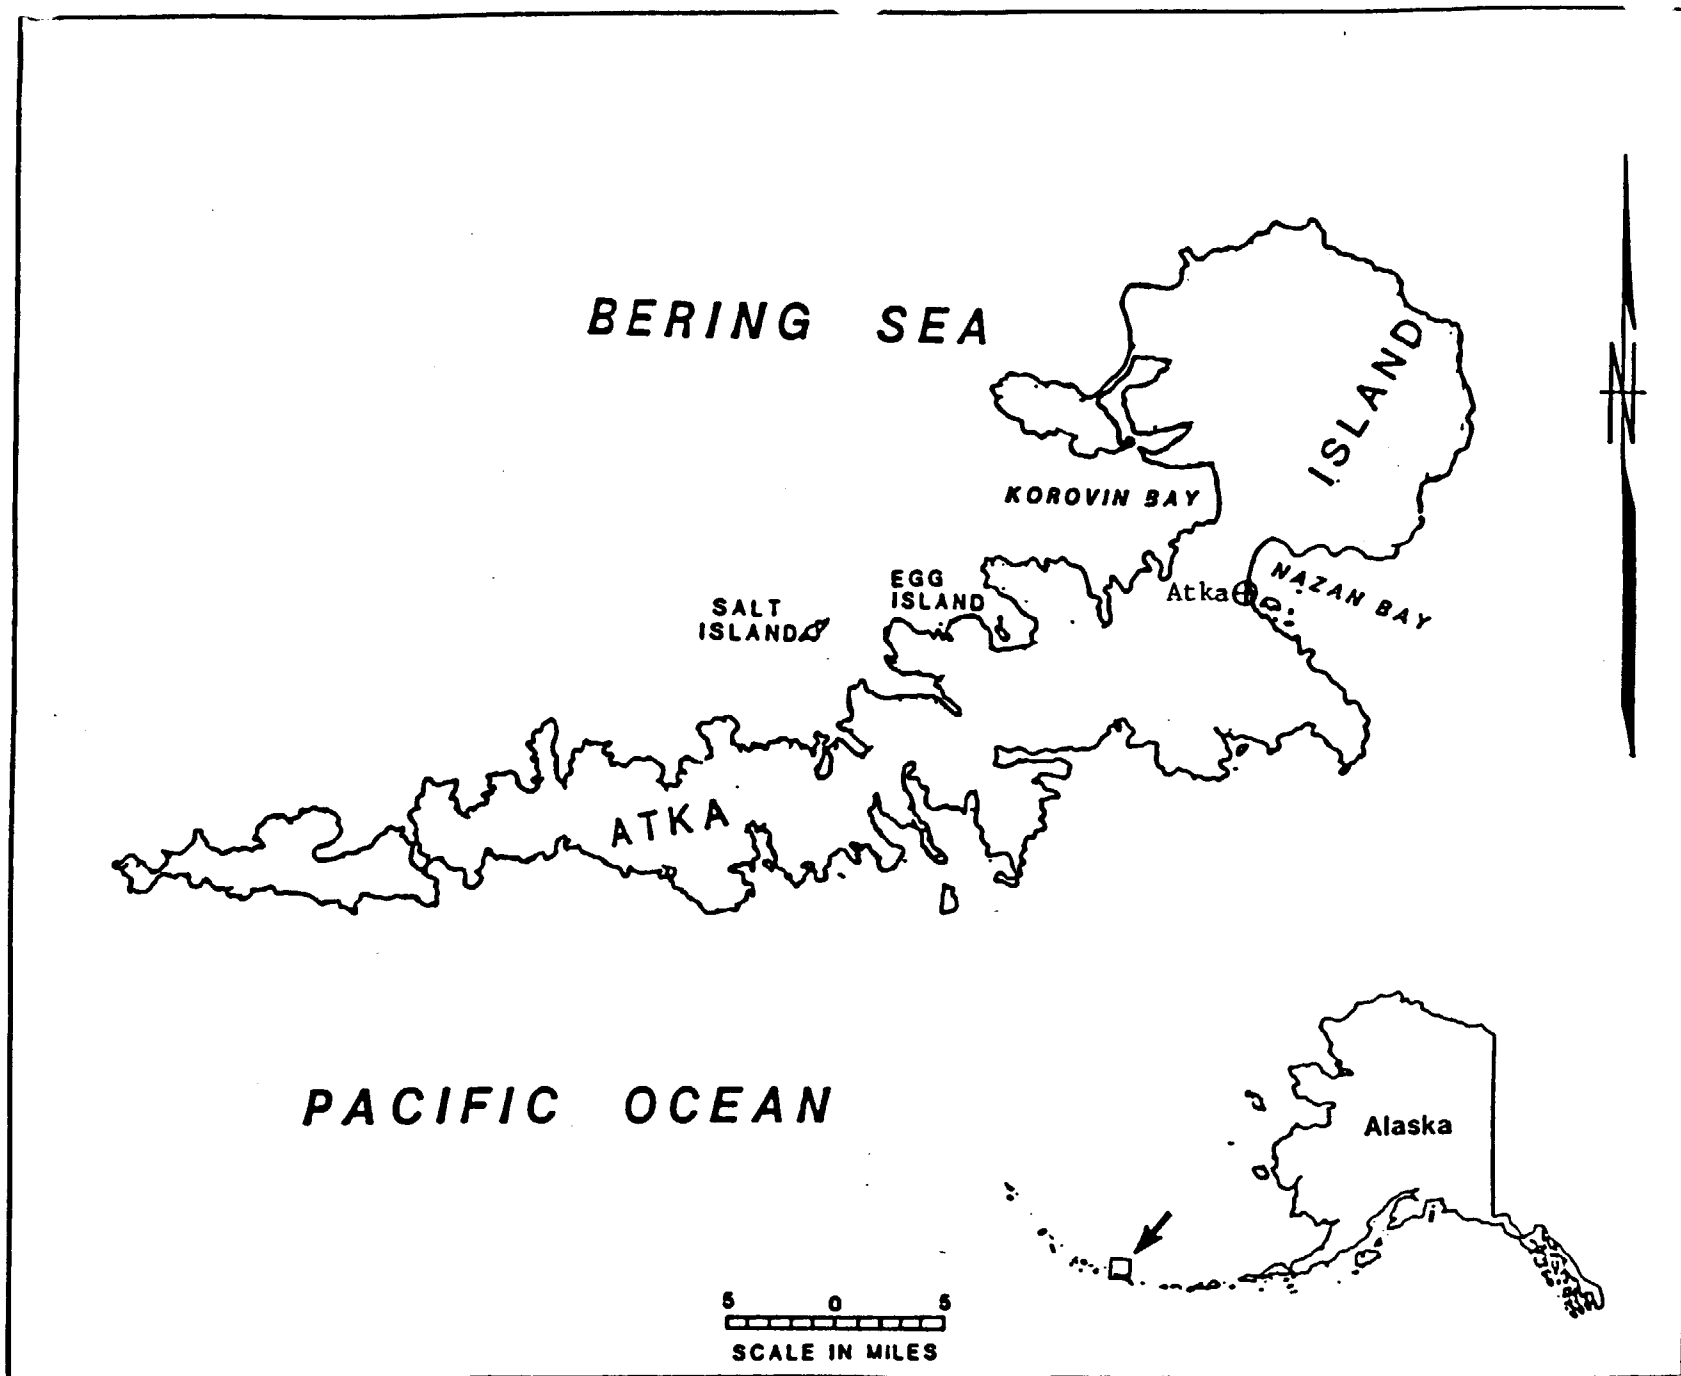 BERING SEA
ISLAND
N
KOROVIN BAY
NAZAN BAY
Atka
EGG
ISLAND
SALT
ISLAND
ATKA
PACIFIC OCEAN
Alaska
5 0 5
SCALE IN MILES